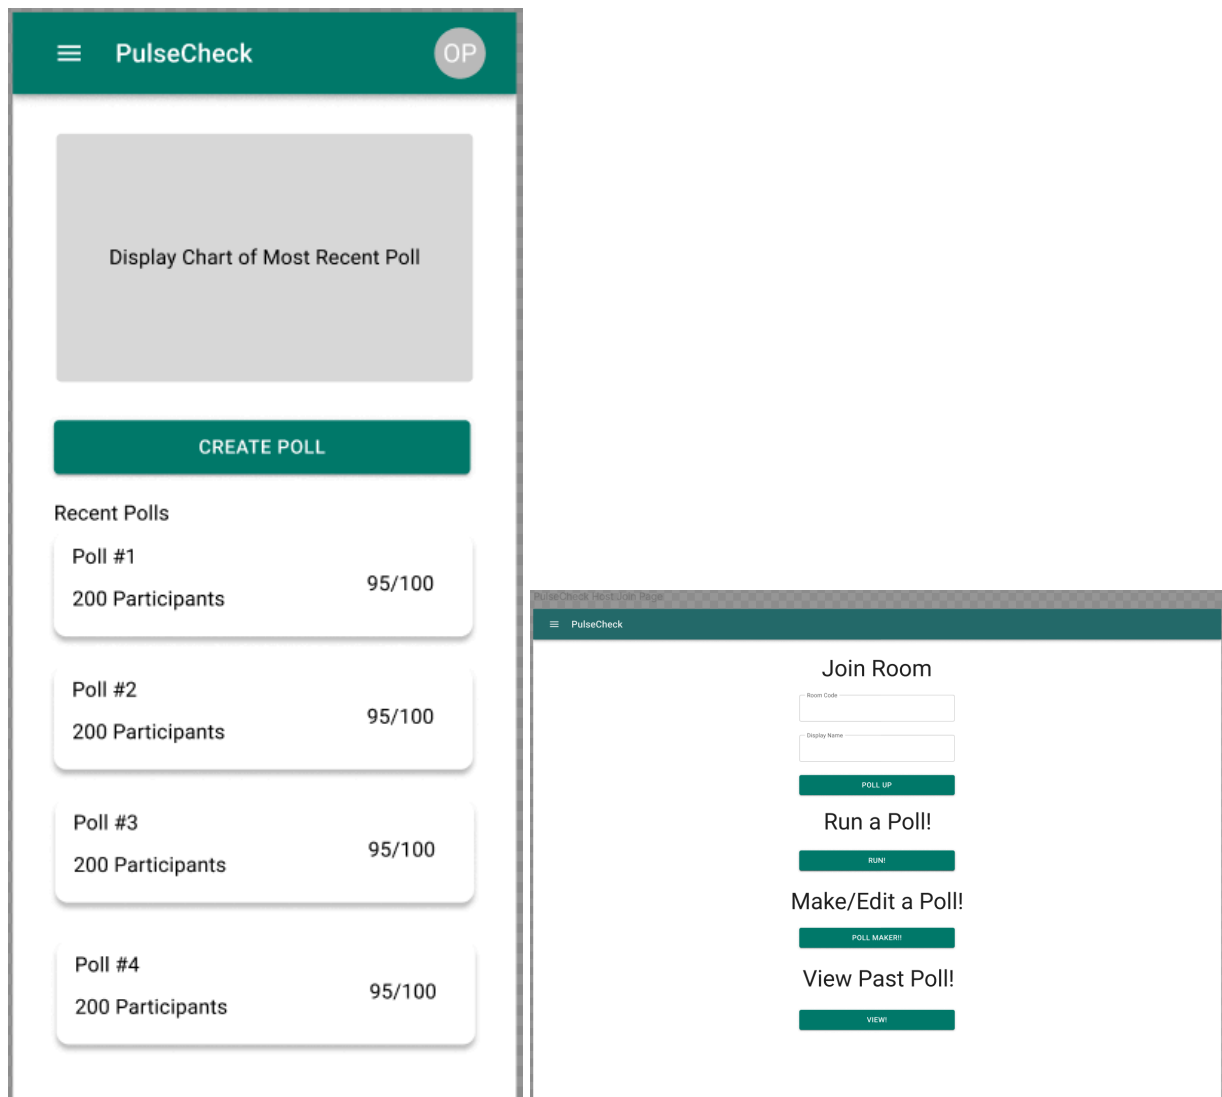 PulseCheck
OP
Display Chart of Most Recent Poll
CREATE POLL
Recent Polls
Poll #1
200 Participants
95/100
Poll #2
200 Participants
95/100
Poll #3
200 Participants
95/100
Poll #4
200 Participants
95/100
PulseCheck Host Join Page
PulseCheck
Join Room
Room Code
Display Name
POLL UP
Run a Poll!
RUN!
Make/Edit a Poll!
POLL MAKER!!
View Past Poll!
VIEW!